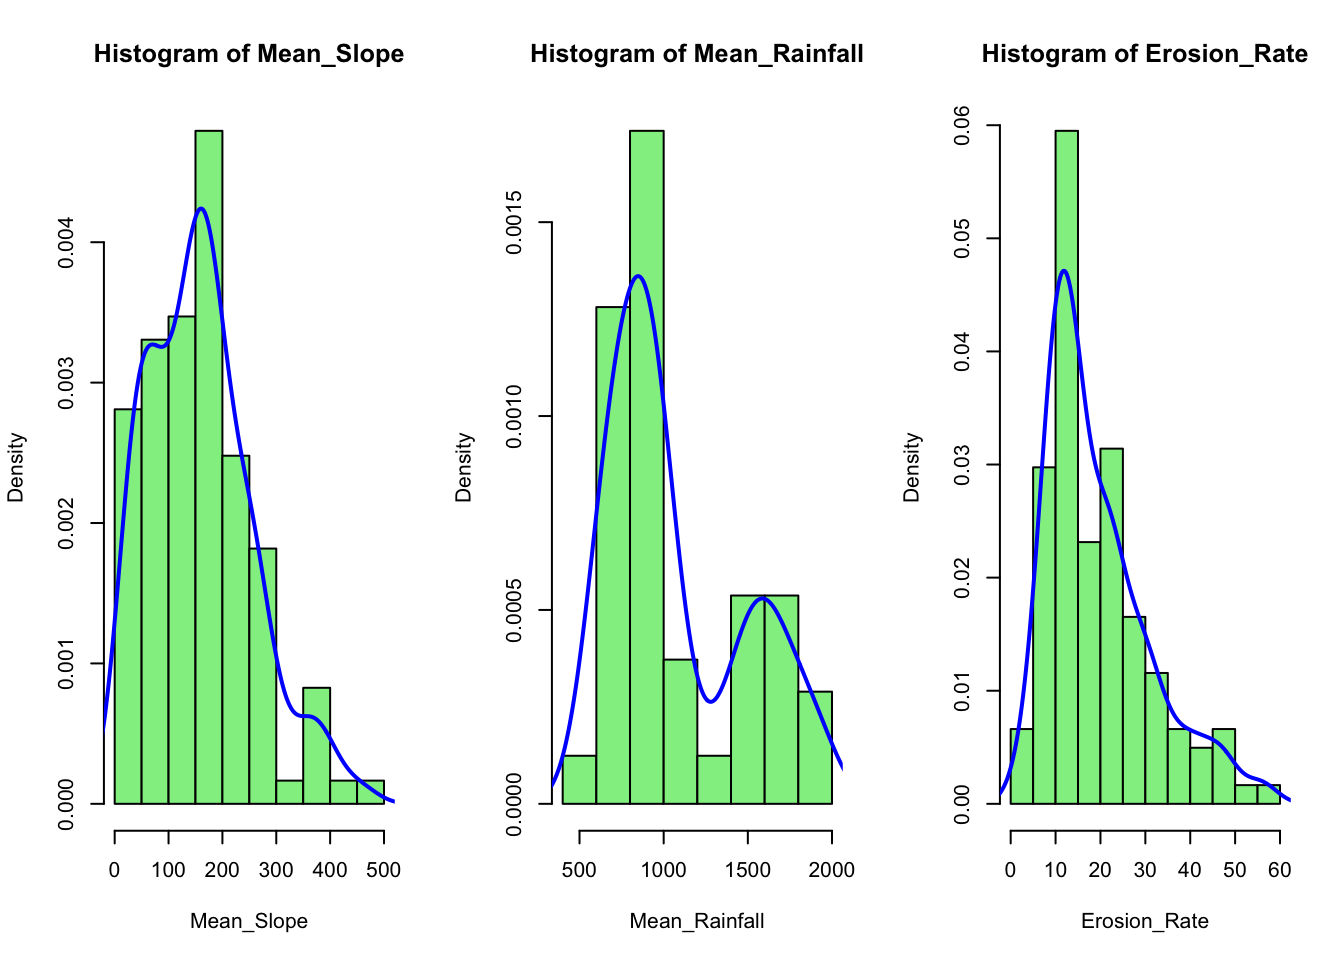 Histogram of Mean_Slope
Density
0.000
0.001
0.002
0.003
0.004
0 100 200 300 400 500
Mean_Slope
Histogram of Mean_Rainfall
Density
0.0000
0.0005
0.0010
0.0015
500 1000 1500 2000
Mean_Rainfall
Histogram of Erosion_Rate
Density
0.00
0.01
0.02
0.03
0.04
0.05
0.06
0 10 20 30 40 50 60
Erosion_Rate